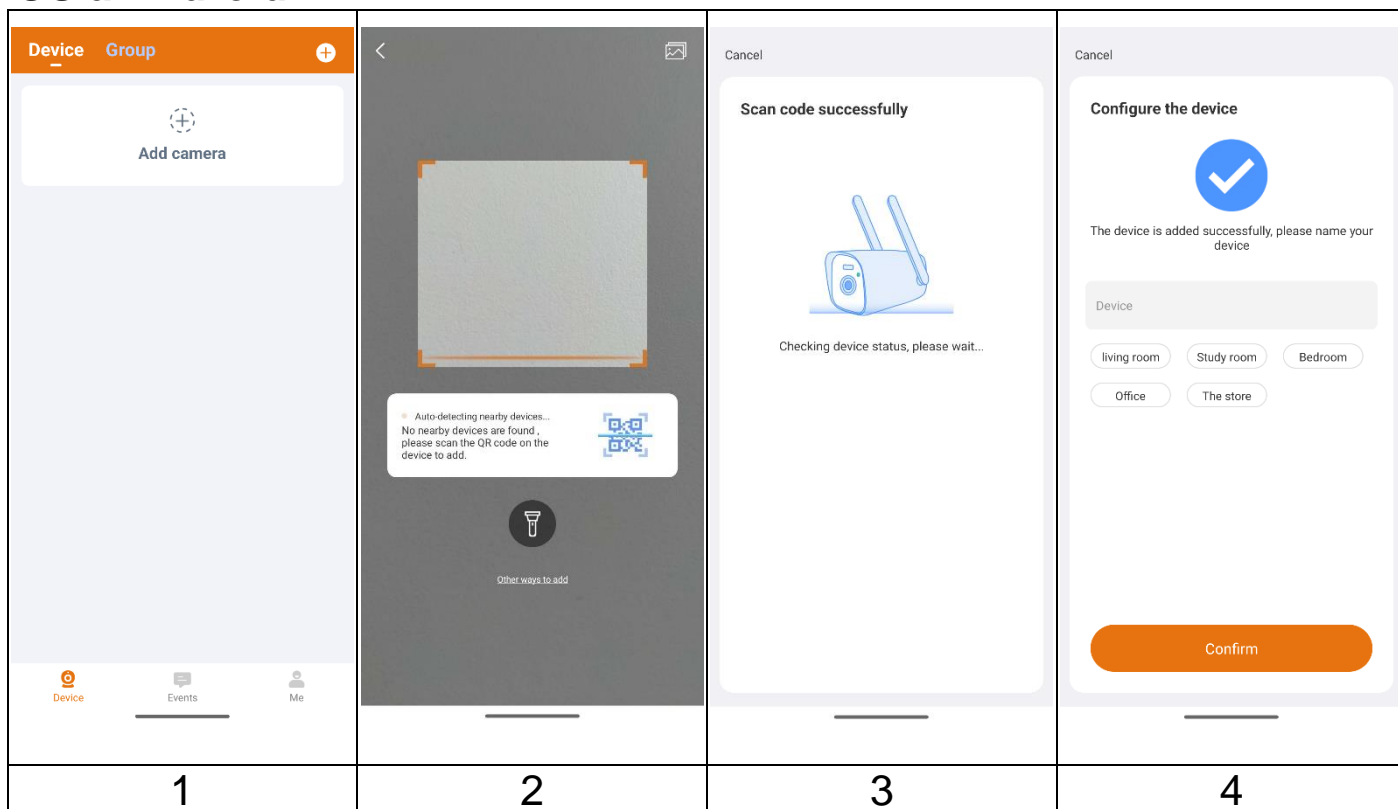 Device Group
Add camera
Device Events Me
1
Auto-detecting nearby devices...
No nearby devices are found ,
please scan the QR code on the
device to add.
Other ways to add
2
Cancel
Scan code successfully
Checking device status, please wait...
3
Cancel
Configure the device
The device is added successfully, please name your
device
Device
living room Study room Bedroom
Office The store
Confirm
4